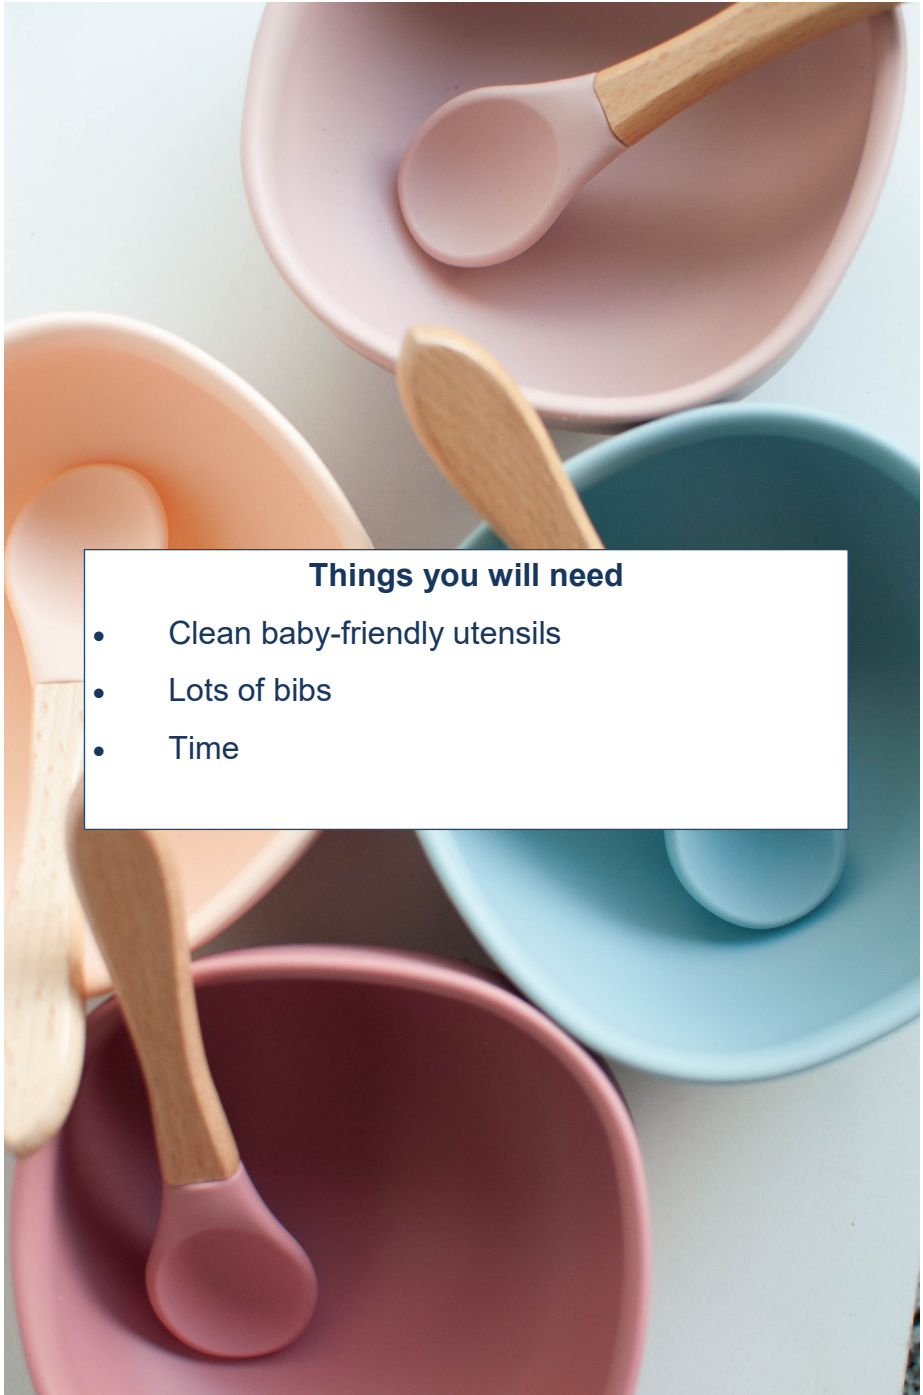 Things you will need
• Clean baby-friendly utensils
• Lots of bibs
• Time